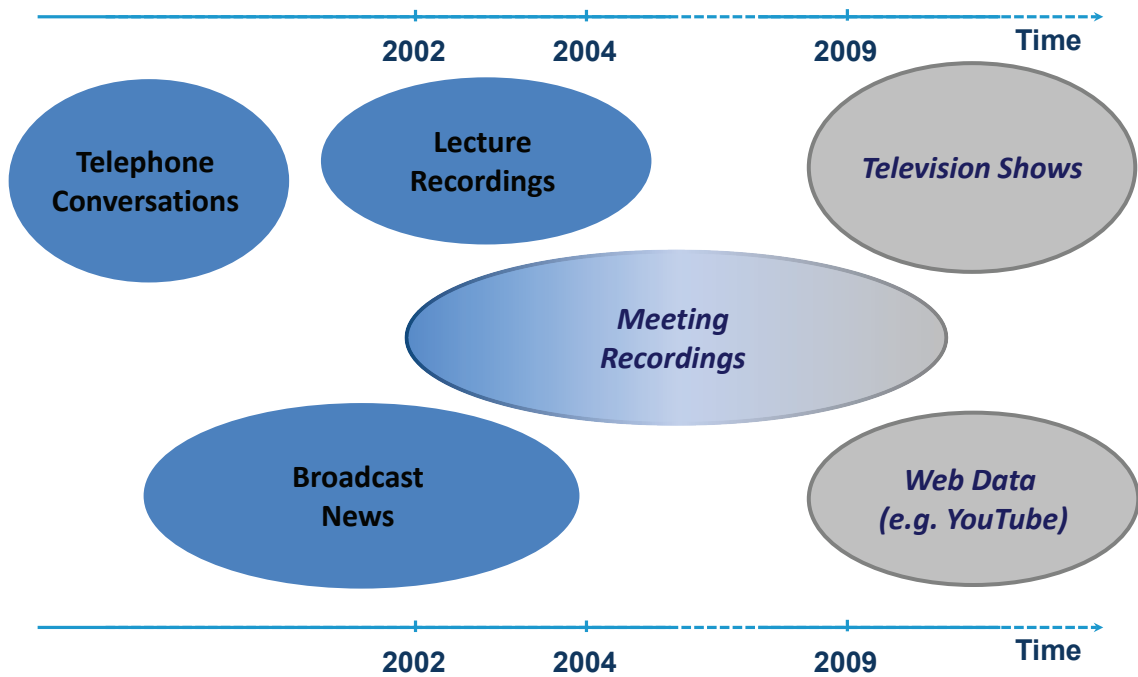 2002 2004 2009 Time
Telephone
Conversations
Lecture
Recordings
Television Shows
Meeting
Recordings
Broadcast
News
Web Data
(e.g. YouTube)
2002 2004 2009 Time